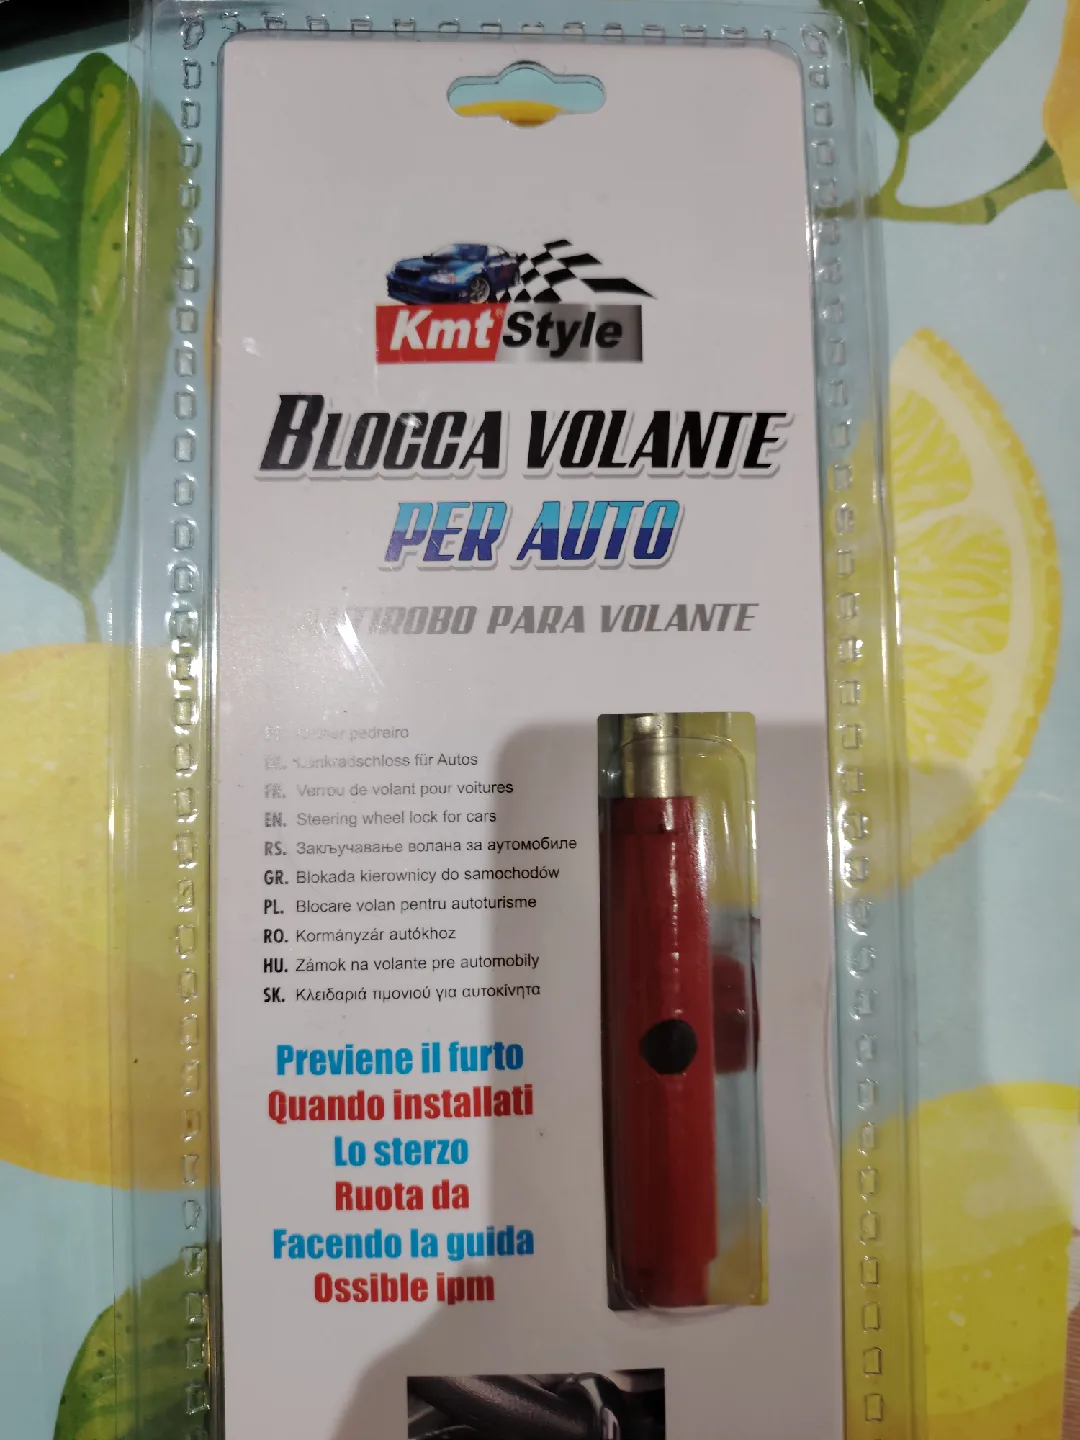 Kmt® Style
BLOCCA VOLANTE
PER AUTO
PARA VOLANTE
pedreiro
für Autos
FR. Verrou de volant pour voitures
EN. Steering wheel lock for cars
RS. Закључавање волана за аутомобиле
GR. Blokada kierownicy do samochodów
PL. Blocare volan pentru autoturisme
RO. Kormányzár autókhoz
HU. Zámok na volante pre automobily
SK. Κλειδαριά τιμονιού για αυτοκίνητα
Previene il furto
Quando installati
Lo sterzo
Ruota da
Facendo la guida
Ossible ipm